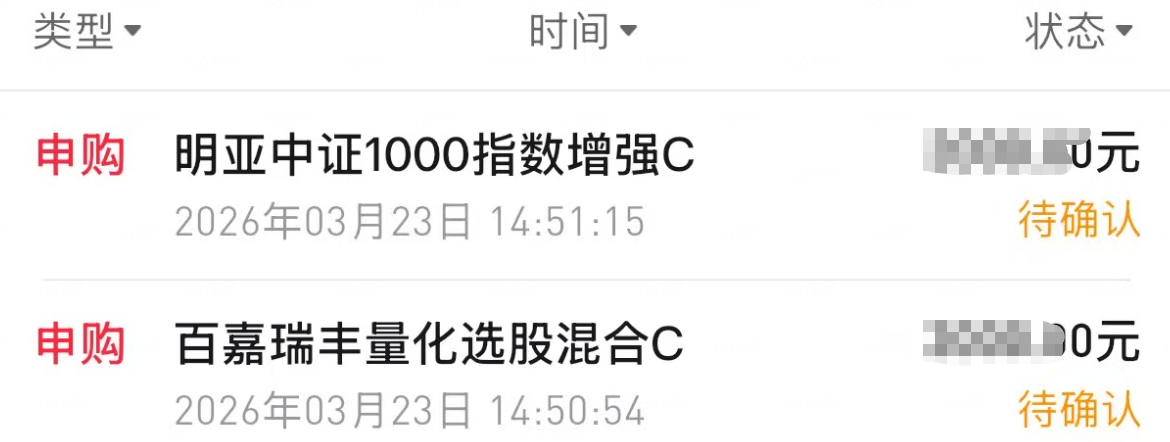 类型 时间 状态
申购 明亚中证1000指数增强C 0元
2026年03月23日 14:51:15 待确认
申购 百嘉瑞丰量化选股混合C 00元
2026年03月23日 14:50:54 待确认